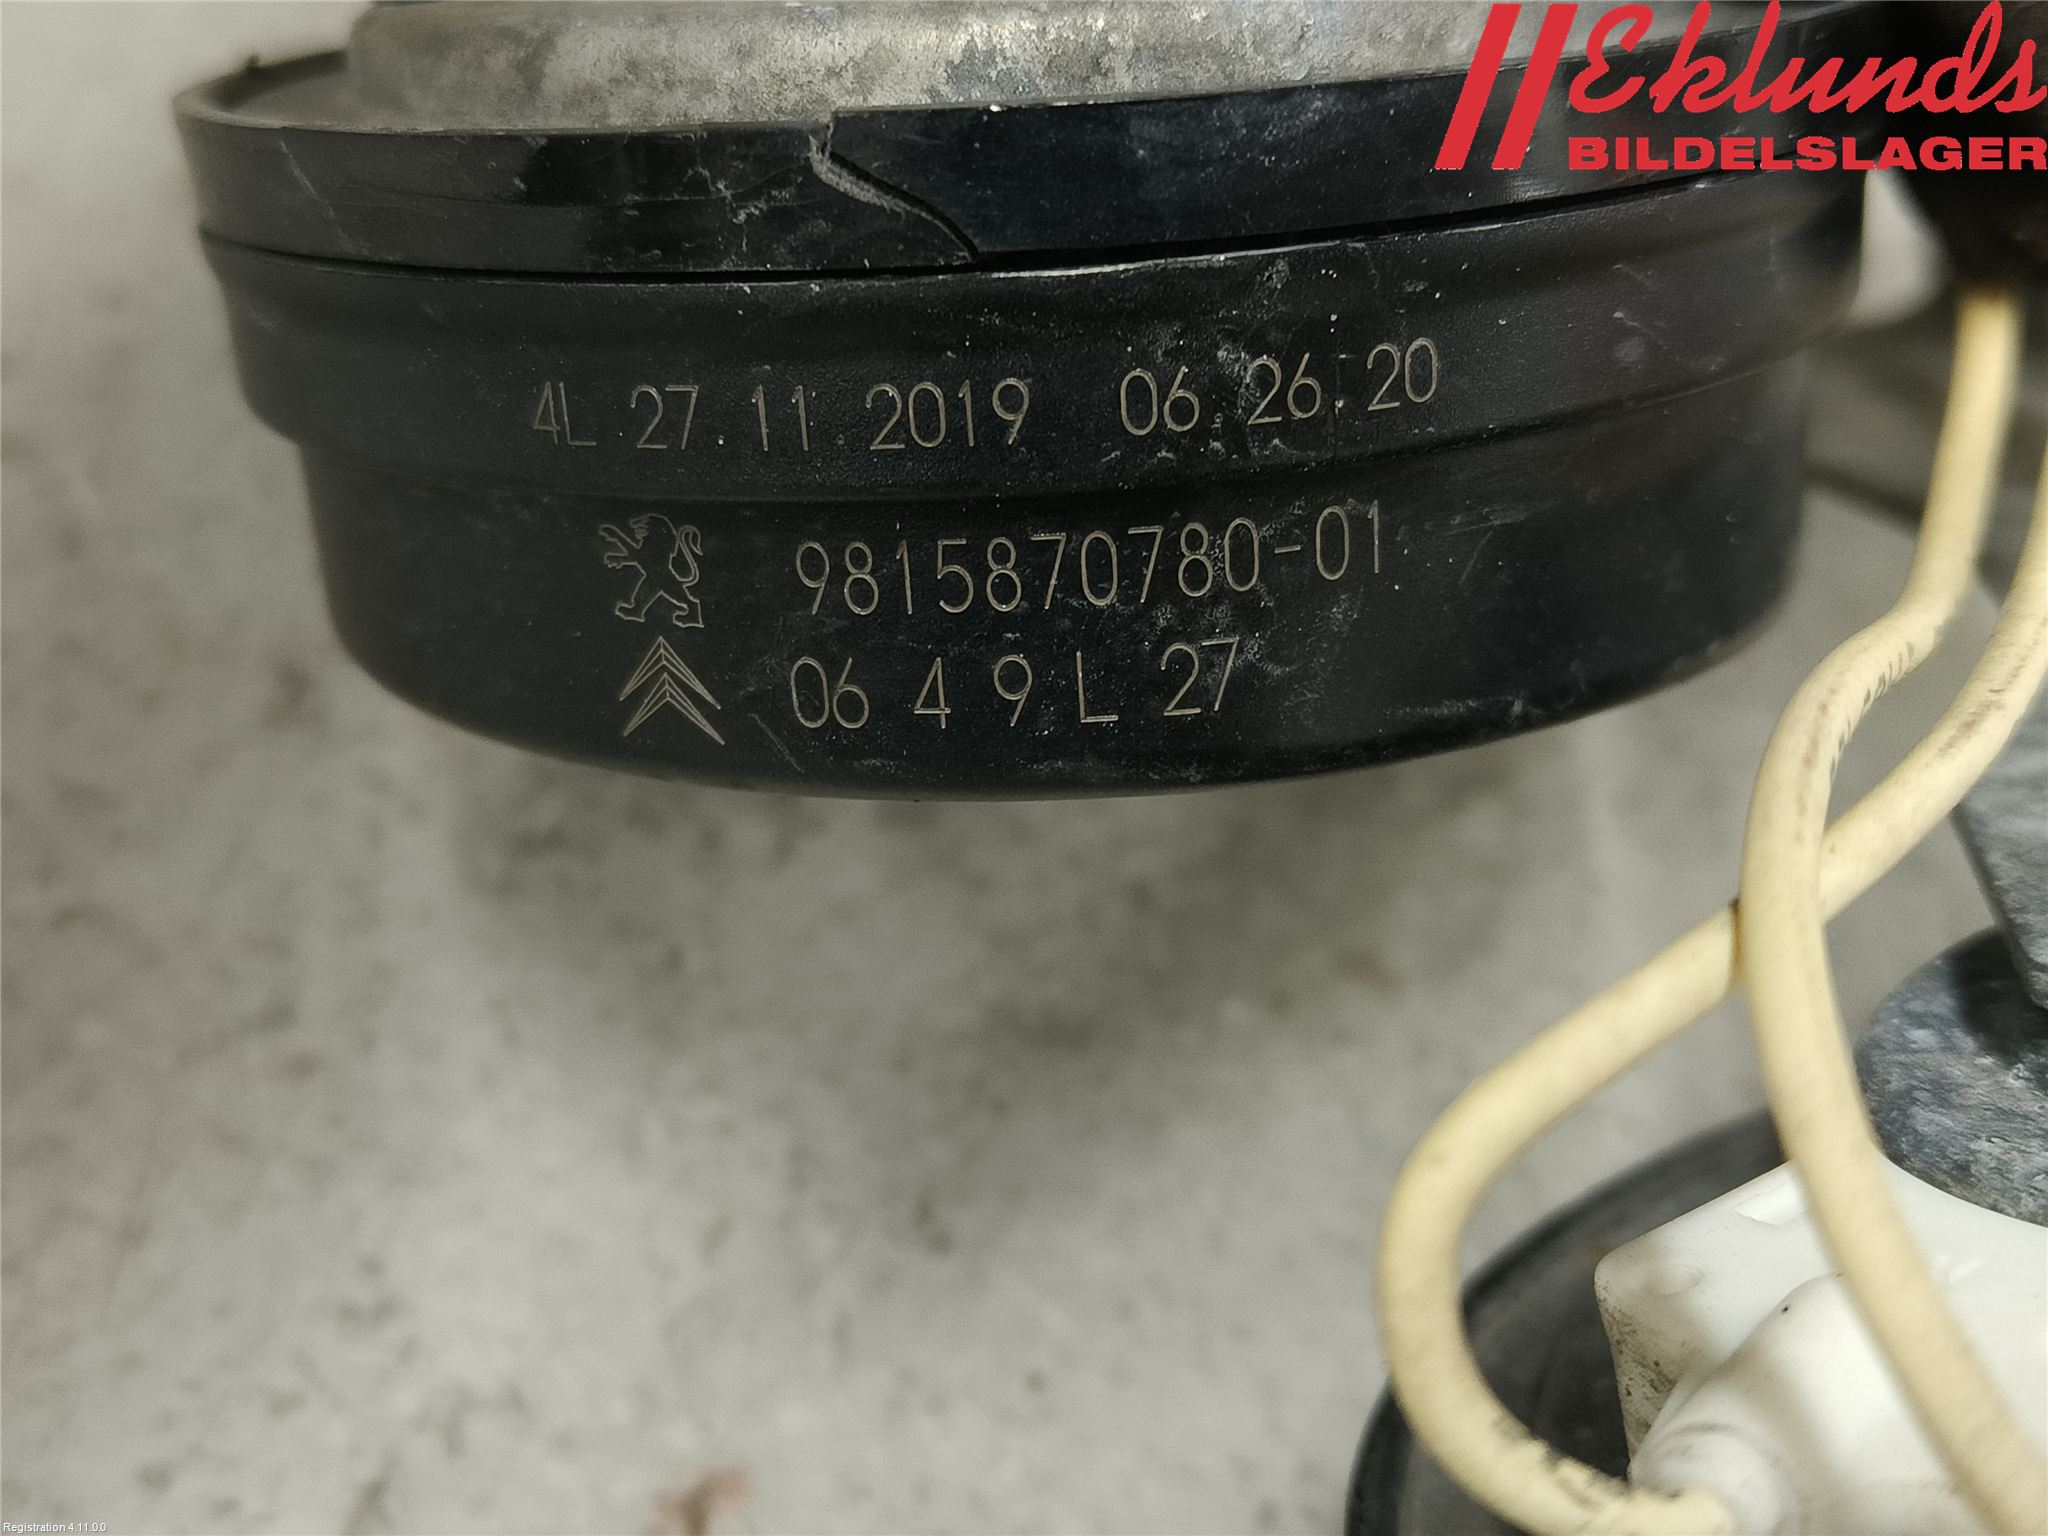 Eklunds
BILDELSLAGER
4L 27.11.2019 06.26.20
9815870780-01
06 4 9 L 27
Registration 4.11.0.0